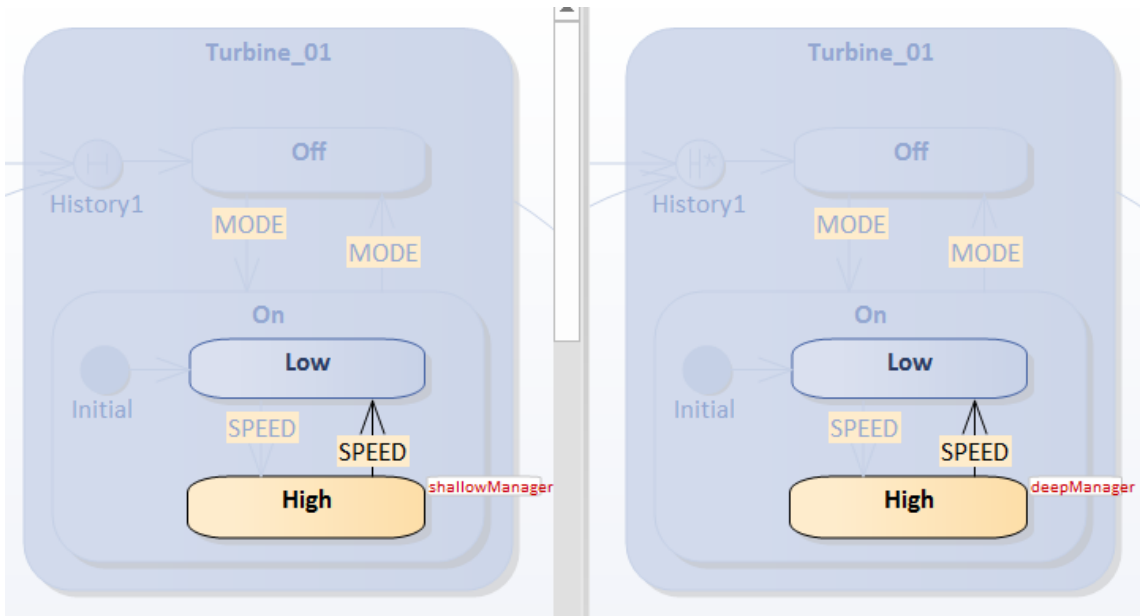 Turbine_01
H
Off
History1
MODE
MODE
On
Low
Initial
SPEED
SPEED
High
shallowManager
Turbine_01
H*
Off
History1
MODE
MODE
On
Low
Initial
SPEED
SPEED
High
deepManager